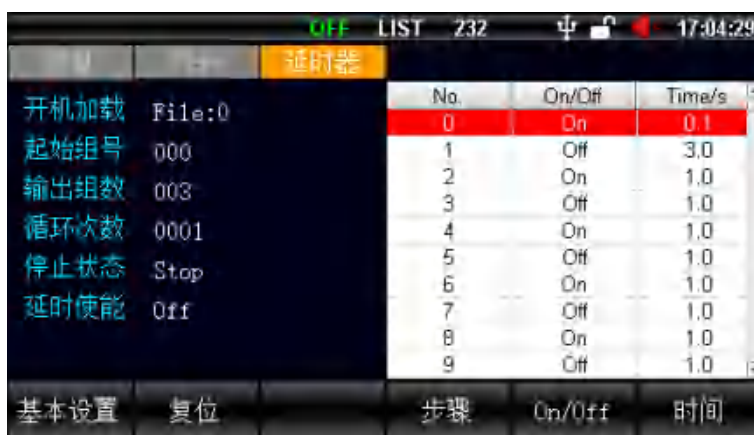 OFF LIST 232 17:04:29
延时器
开机加载 File:0
起始组号 000
输出组数 003
循环次数 0001
停止状态 Stop
延时使能 Off
No. On/Off Time/s
0 On 0.1
1 Off 3.0
2 On 1.0
3 Off 1.0
4 On 1.0
5 Off 1.0
6 On 1.0
7 Off 1.0
8 On 1.0
9 Off 1.0
基本设置 复位 步骤 On/Off 时间